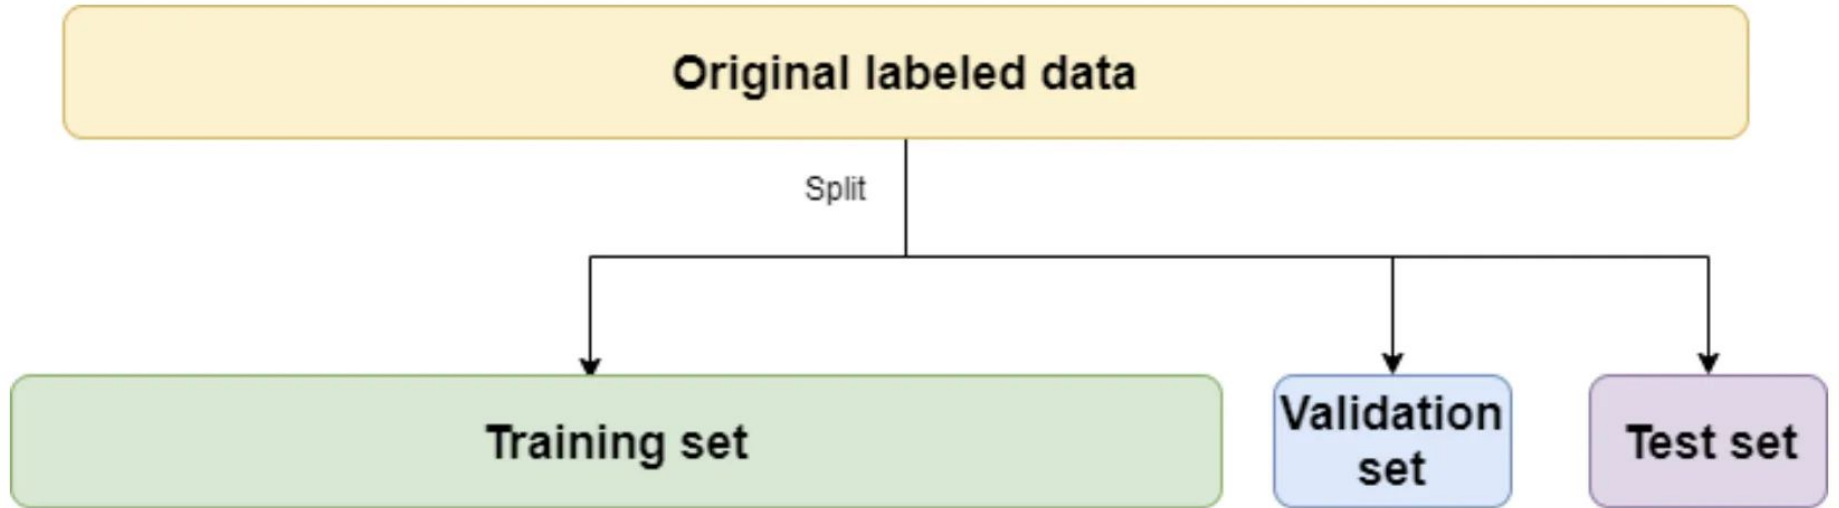 Original labeled data
Split
Training set
Validation
set
Test set